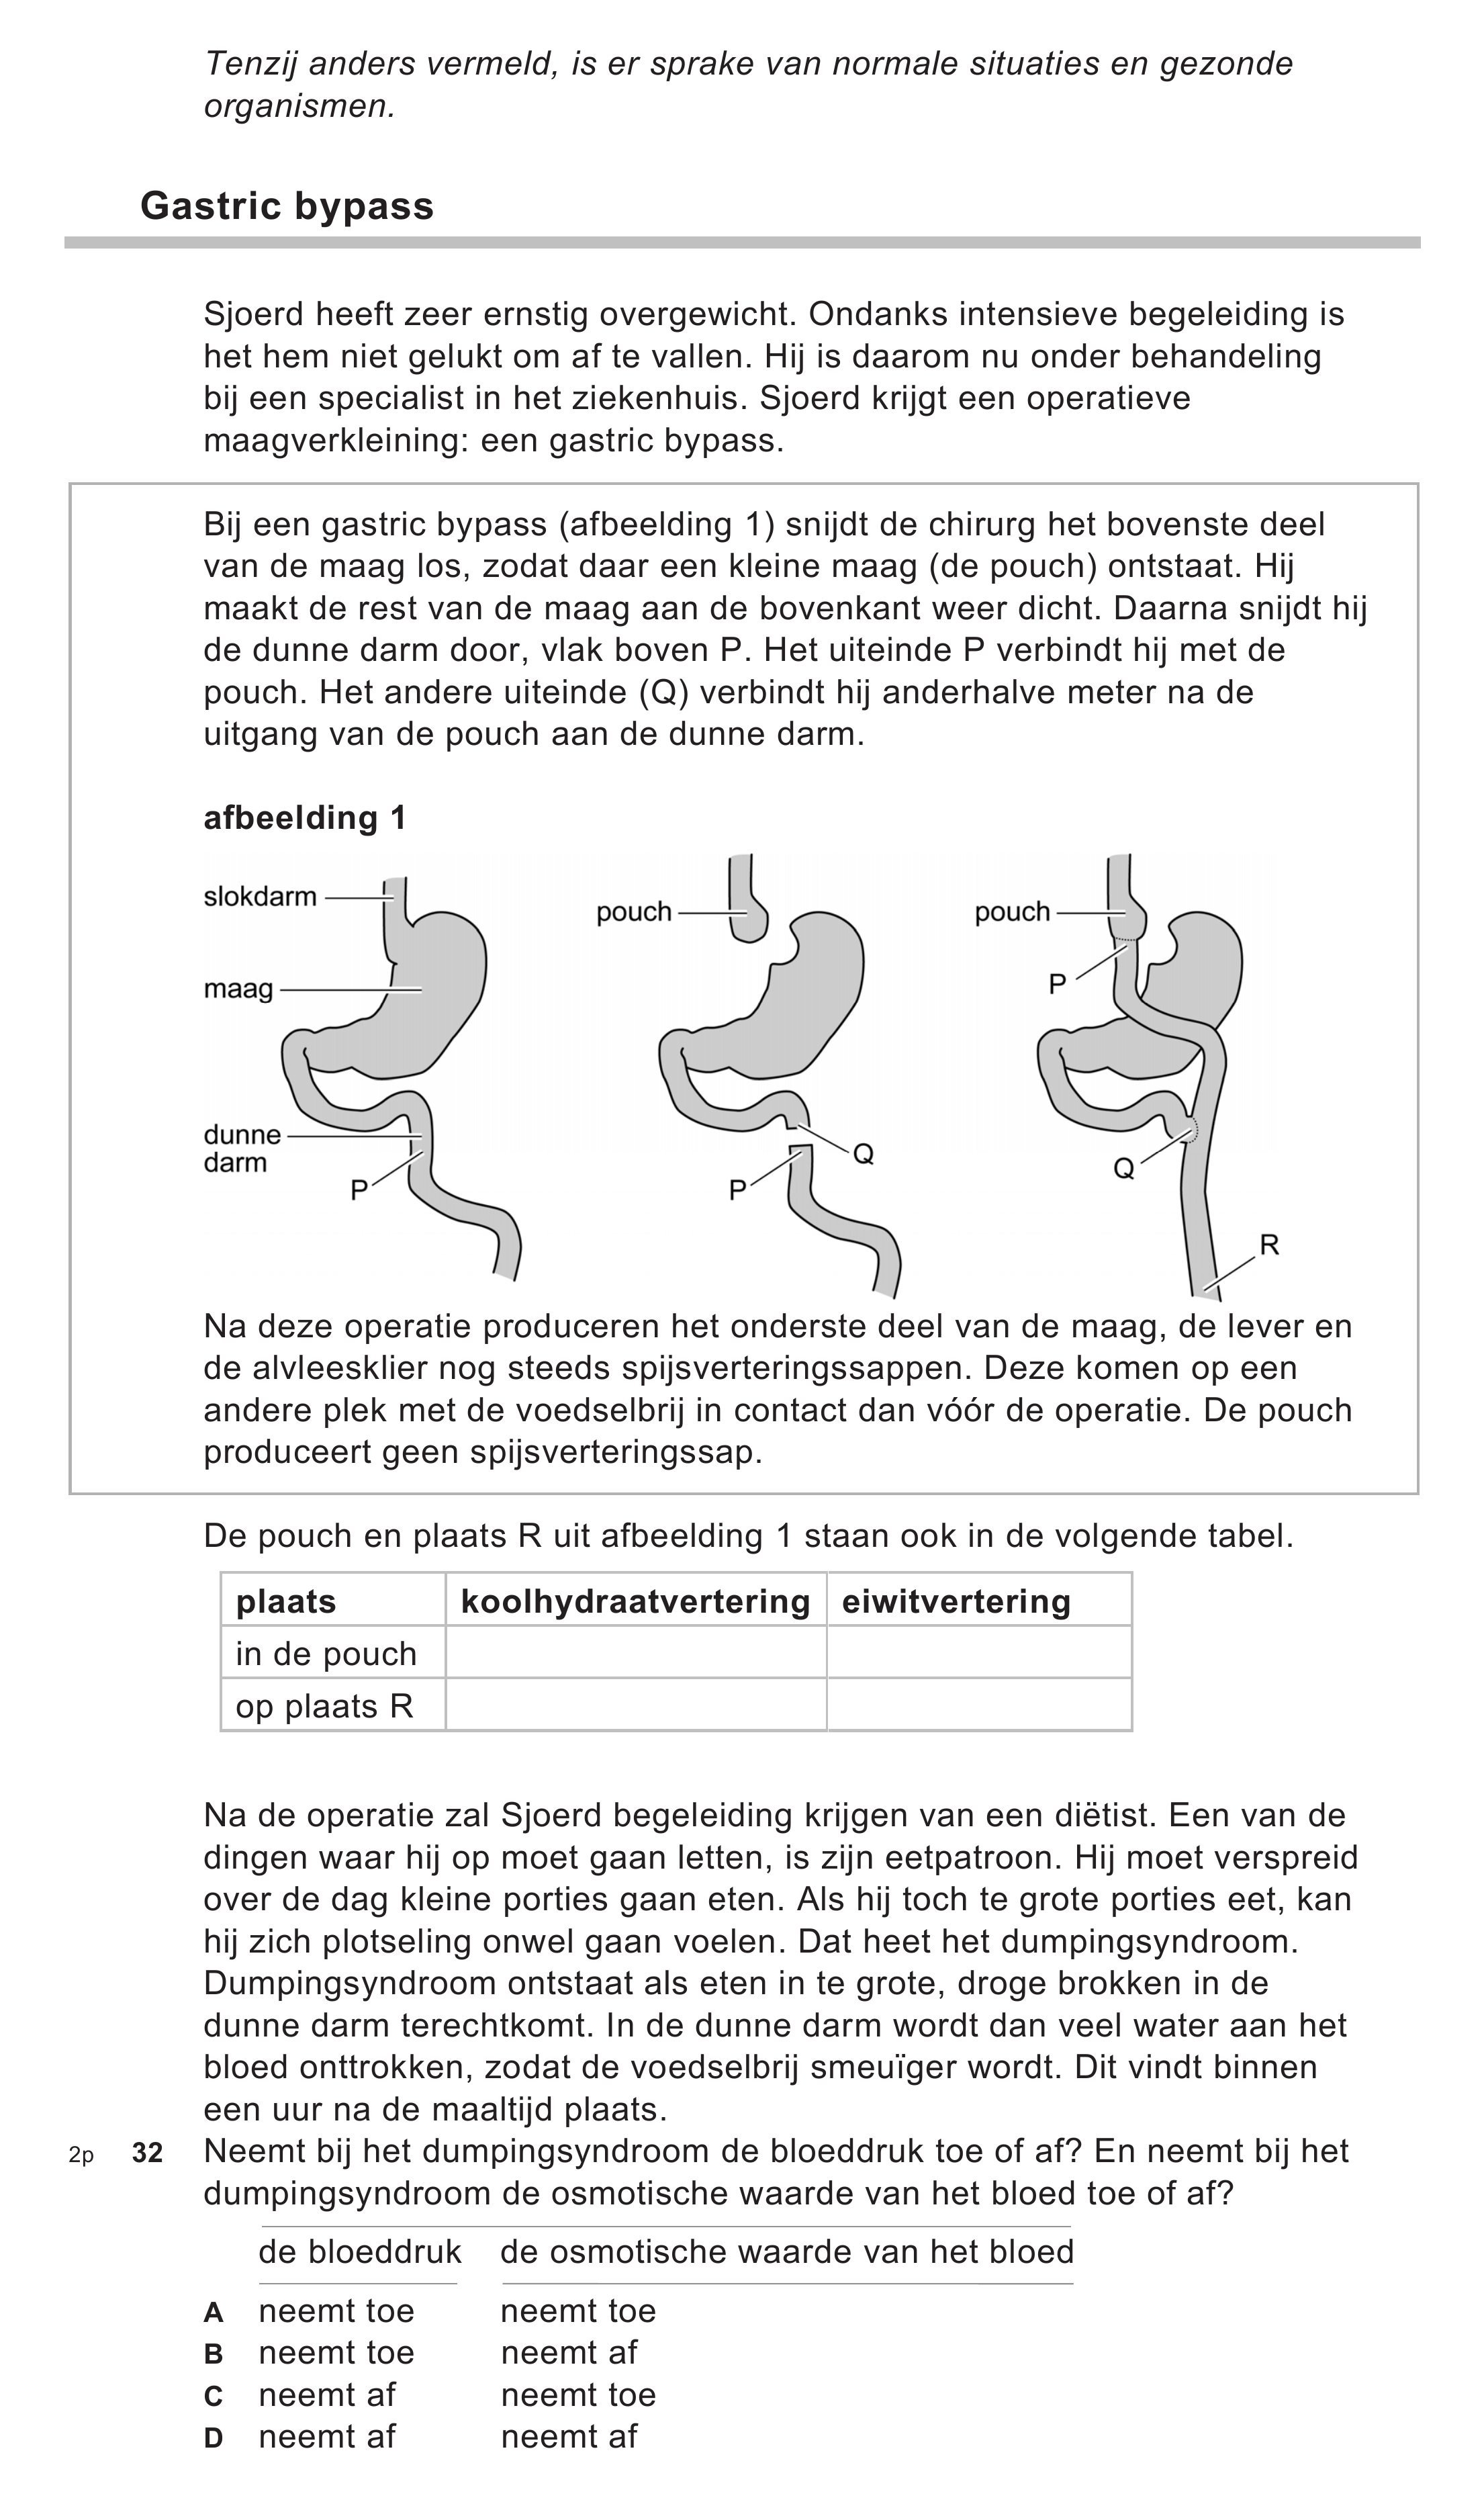 Tenzij anders vermeld, is er sprake van normale situaties en gezonde
organismen.
Gastric bypass
Sjoerd heeft zeer ernstig overgewicht. Ondanks intensieve begeleiding is
het hem niet gelukt om af te vallen. Hij is daarom nu onder behandeling
bij een specialist in het ziekenhuis. Sjoerd krijgt een operatieve
maagverkleining: een gastric bypass.
Bij een gastric bypass (afbeelding 1) snijdt de chirurg het bovenste deel
van de maag los, zodat daar een kleine maag (de pouch) ontstaat. Hij
maakt de rest van de maag aan de bovenkant weer dicht. Daarna snijdt hij
de dunne darm door, vlak boven P. Het uiteinde P verbindt hij met de
pouch. Het andere uiteinde (Q) verbindt hij anderhalve meter na de
uitgang van de pouch aan de dunne darm.
afbeelding 1
slokdarm
maag
dunne
darm
P
pouch
Q
P
pouch
P
Q
R
Na deze operatie produceren het onderste deel van de maag, de lever en
de alvleesklier nog steeds spijsverteringssappen. Deze komen op een
andere plek met de voedselbrij in contact dan vóór de operatie. De pouch
produceert geen spijsverteringssap.
De pouch en plaats R uit afbeelding 1 staan ook in de volgende tabel.
plaats koolhydraatvertering eiwitvertering
in de pouch
op plaats R
Na de operatie zal Sjoerd begeleiding krijgen van een diëtist. Een van de
dingen waar hij op moet gaan letten, is zijn eetpatroon. Hij moet verspreid
over de dag kleine porties gaan eten. Als hij toch te grote porties eet, kan
hij zich plotseling onwel gaan voelen. Dat heet het dumpingsyndroom.
Dumpingsyndroom ontstaat als eten in te grote, droge brokken in de
dunne darm terechtkomt. In de dunne darm wordt dan veel water aan het
bloed onttrokken, zodat de voedselbrij smeuïger wordt. Dit vindt binnen
een uur na de maaltijd plaats.
2p 32 Neemt bij het dumpingsyndroom de bloeddruk toe of af? En neemt bij het
dumpingsyndroom de osmotische waarde van het bloed toe of af?
de bloeddruk de osmotische waarde van het bloed
A neemt toe neemt toe
B neemt toe neemt af
C neemt af neemt toe
D neemt af neemt af